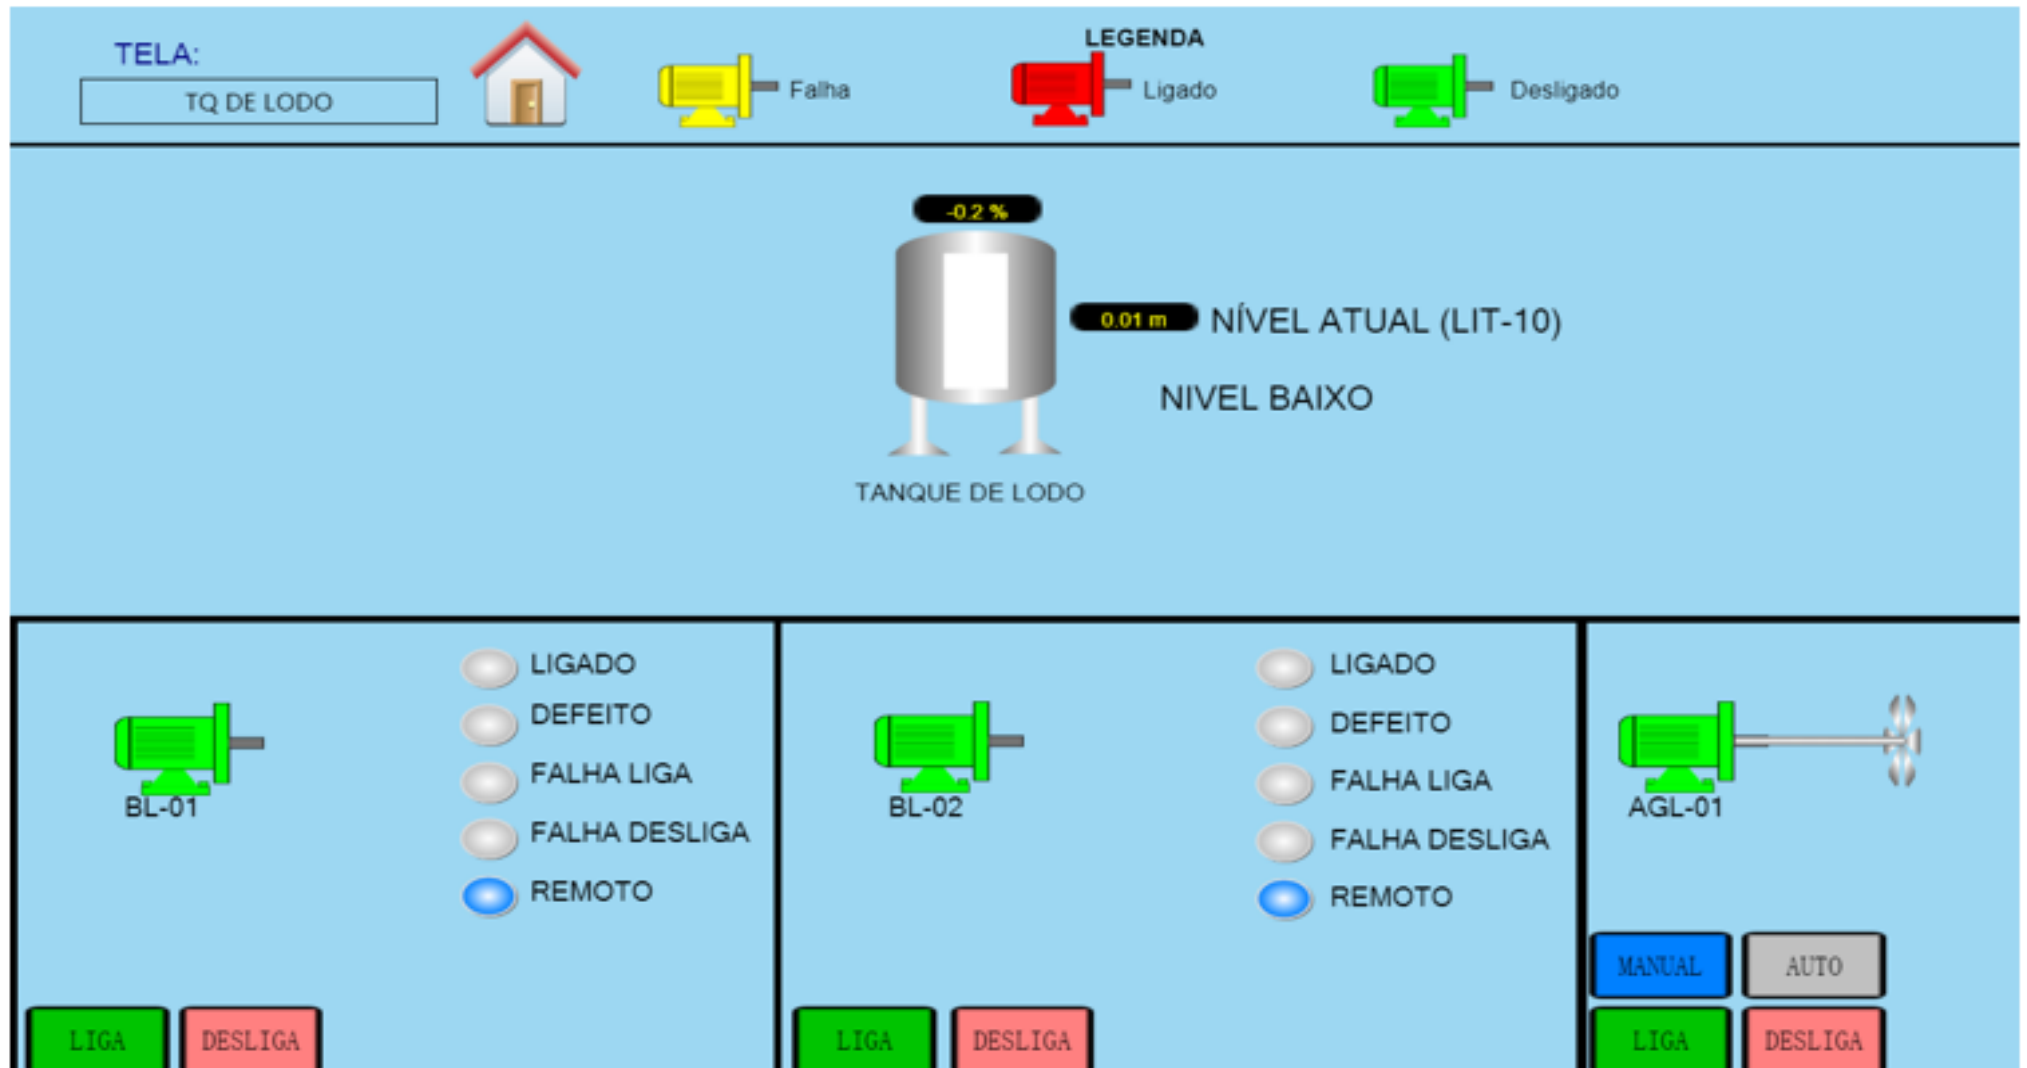 TELA:
TQ DE LODO
LEGENDA
Falha
Ligado
Desligado
-0.2 %
0.01 m
NÍVEL ATUAL (LIT-10)
NIVEL BAIXO
TANQUE DE LODO
BL-01
LIGADO
DEFEITO
FALHA LIGA
FALHA DESLIGA
REMOTO
LIGA
DESLIGA
BL-02
LIGADO
DEFEITO
FALHA LIGA
FALHA DESLIGA
REMOTO
LIGA
DESLIGA
AGL-01
MANUAL
AUTO
LIGA
DESLIGA